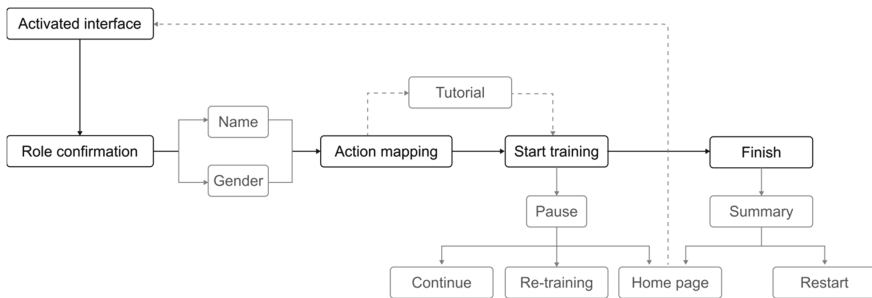 Activated interface
Tutorial
Name
Role confirmation
Action mapping
Start training
Finish
Gender
Pause
Summary
Continue
Re-training
Home page
Restart